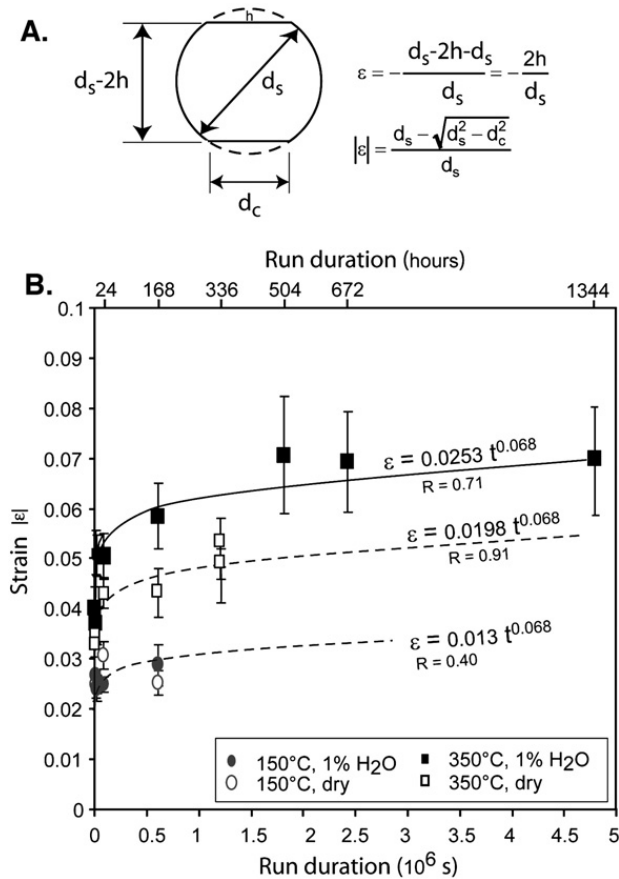 A.
h
dₛ-2h
dₛ
d꜀
ε = - dₛ-2h-dₛ / dₛ = - 2h / dₛ
|ε| = dₛ - √dₛ² - d꜀² / dₛ
B.
Run duration (hours)
24 168 336 504 672 1344
0.1
0.09
0.08
0.07
0.06
0.05
0.04
0.03
0.02
0.01
0
Strain |ε|
ε = 0.0253 t^0.068
R = 0.71
ε = 0.0198 t^0.068
R = 0.91
ε = 0.013 t^0.068
R = 0.40
150°C, 1% H₂O
350°C, 1% H₂O
150°C, dry
350°C, dry
0 0.5 1 1.5 2 2.5 3 3.5 4 4.5 5
Run duration (10⁶ s)